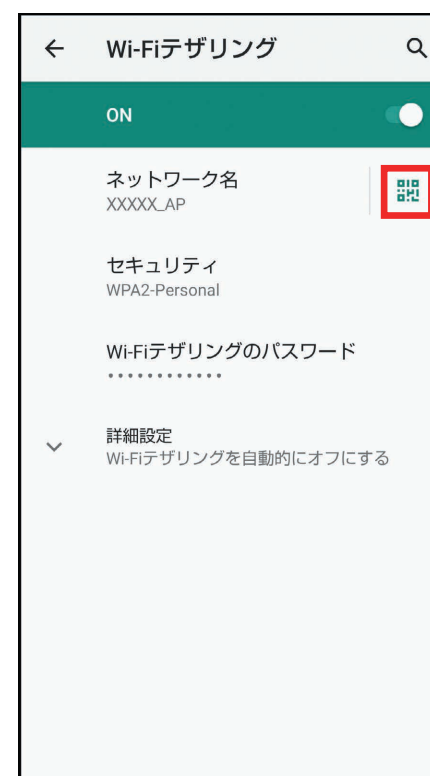 Wi-Fiテザリング
ON
ネットワーク名
XXXXX_AP
セキュリティ
WPA2-Personal
Wi-Fiテザリングのパスワード
............
詳細設定
Wi-Fiテザリングを自動的にオフにする